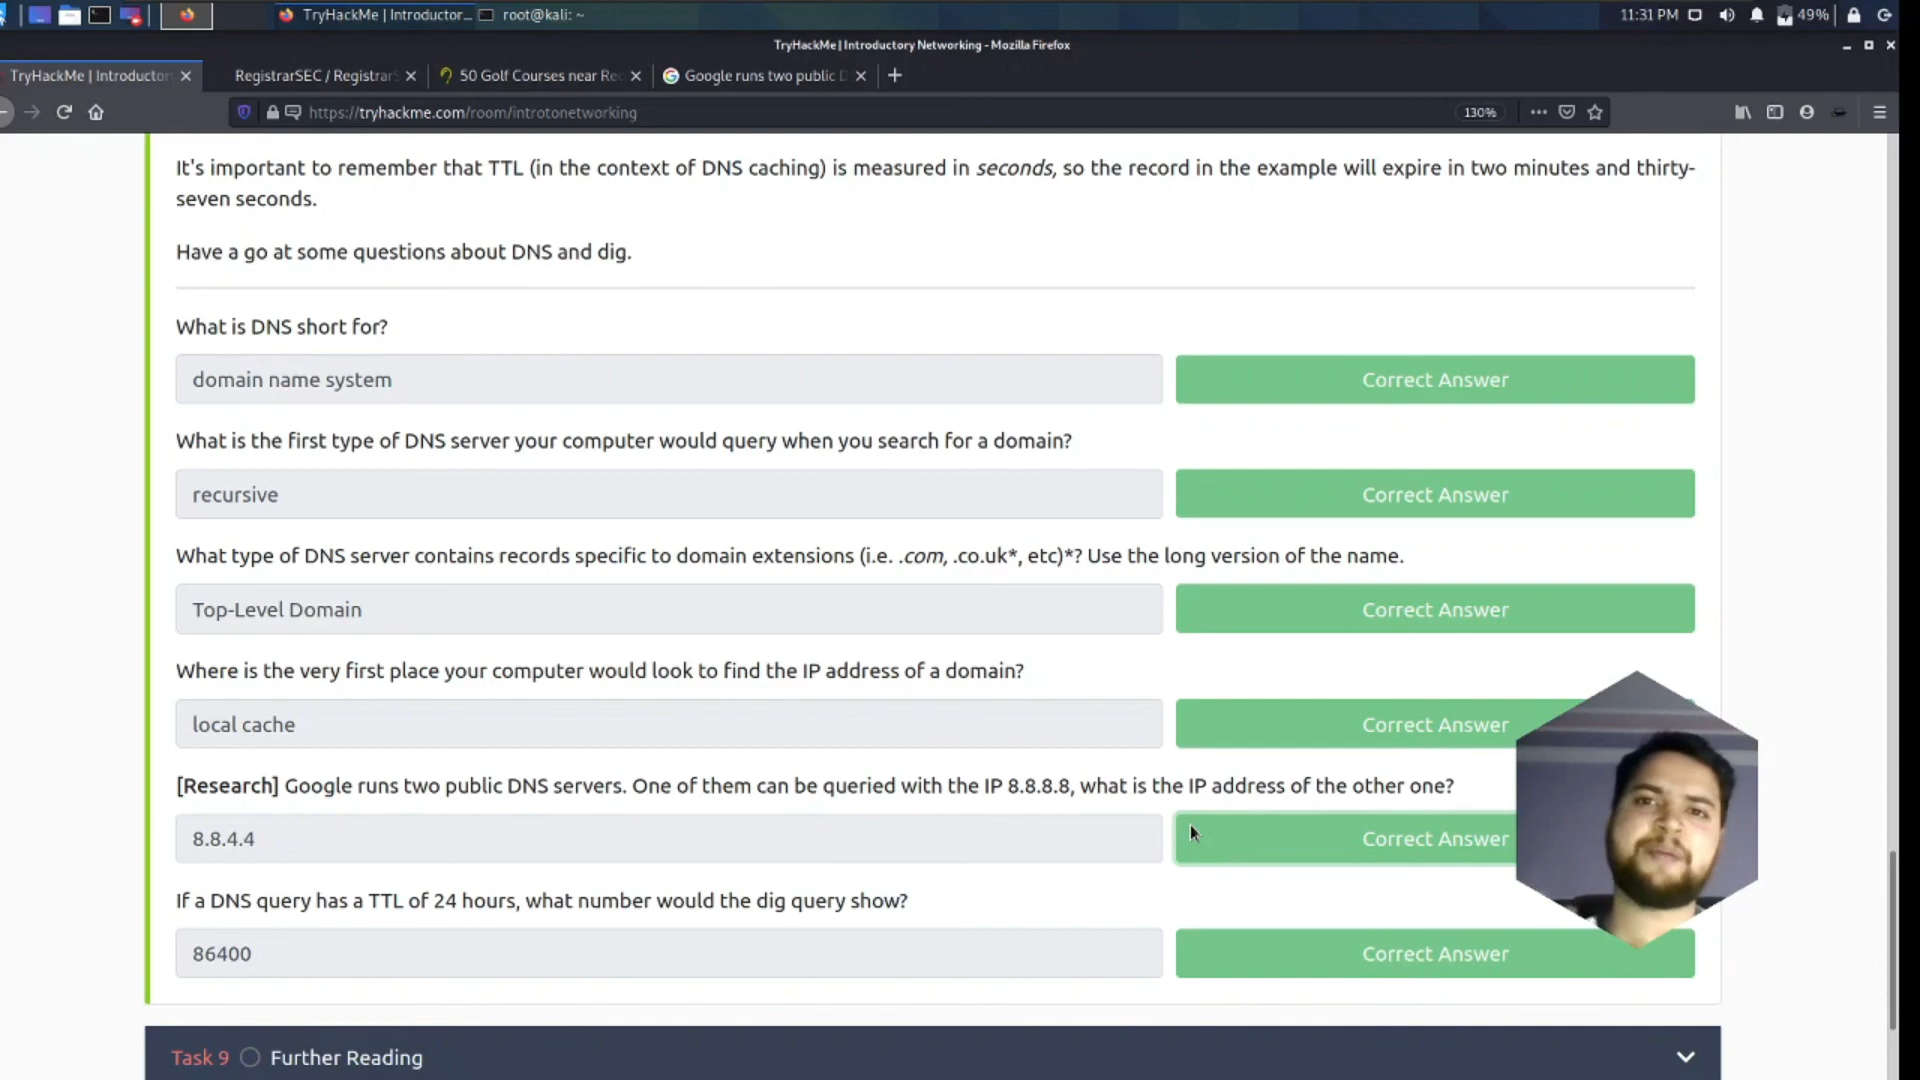 TryHackMe | Introductor...
root@kali: ~
11:31 PM
49%
TryHackMe | Introductory Networking - Mozilla Firefox
TryHackMe | Introductor
RegistrarSEC / Registrar
50 Golf Courses near Re
Google runs two public D
https://tryhackme.com/room/introtonetworking
130%
It's important to remember that TTL (in the context of DNS caching) is measured in seconds, so the record in the example will expire in two minutes and thirty-
seven seconds.
Have a go at some questions about DNS and dig.
What is DNS short for?
domain name system
Correct Answer
What is the first type of DNS server your computer would query when you search for a domain?
recursive
Correct Answer
What type of DNS server contains records specific to domain extensions (i.e. .com, .co.uk*, etc)*? Use the long version of the name.
Top-Level Domain
Correct Answer
Where is the very first place your computer would look to find the IP address of a domain?
local cache
Correct Answer
[Research] Google runs two public DNS servers. One of them can be queried with the IP 8.8.8.8, what is the IP address of the other one?
8.8.4.4
Correct Answer
If a DNS query has a TTL of 24 hours, what number would the dig query show?
86400
Correct Answer
Task 9 Further Reading